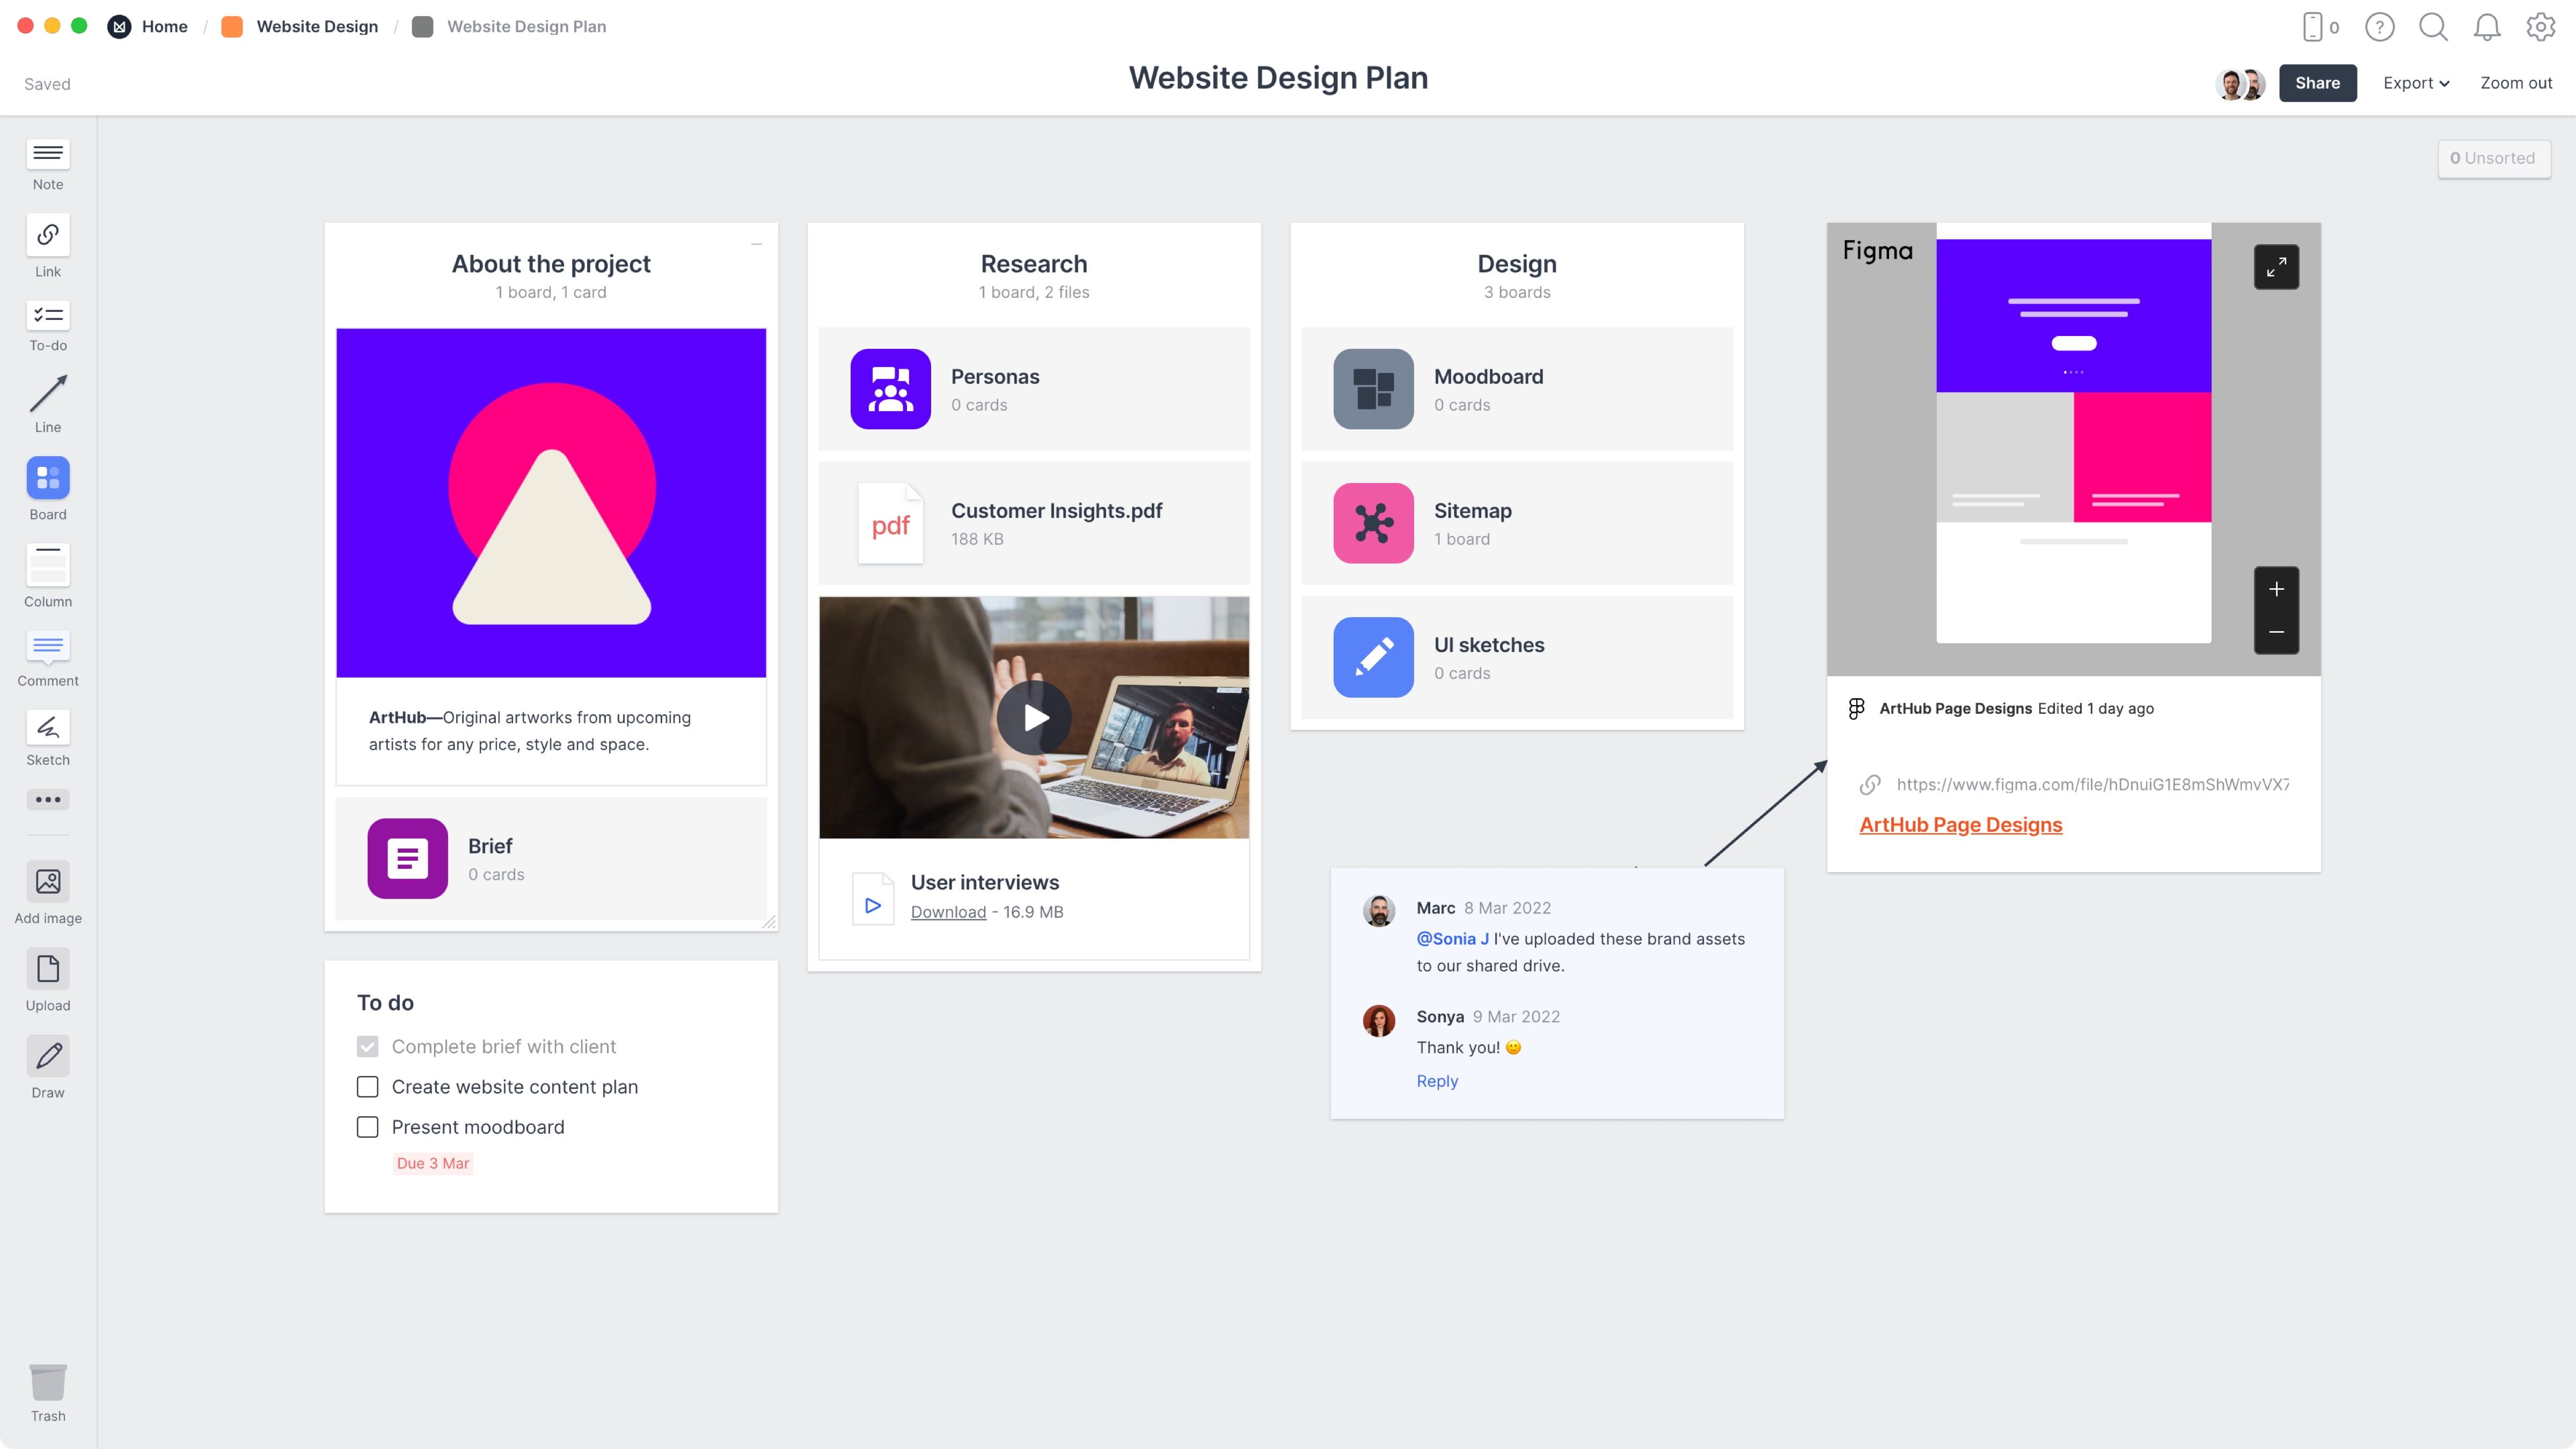 Home / Website Design / Website Design Plan
0
Saved
Website Design Plan
Share
Export
Zoom out
0 Unsorted
Note
Link
To-do
Line
Board
Column
Comment
Sketch
Add image
Upload
Draw
Trash
About the project
1 board, 1 card
ArtHub—Original artworks from upcoming
artists for any price, style and space.
Brief
0 cards
To do
Complete brief with client
Create website content plan
Present moodboard
Due 3 Mar
Research
1 board, 2 files
Personas
0 cards
pdf
Customer Insights.pdf
188 KB
User interviews
Download - 16.9 MB
Design
3 boards
Moodboard
0 cards
Sitemap
1 board
UI sketches
0 cards
Marc 8 Mar 2022
@Sonia J I've uploaded these brand assets
to our shared drive.
Sonya 9 Mar 2022
Thank you! 🙂
Reply
Figma
ArtHub Page Designs Edited 1 day ago
https://www.figma.com/file/hDnuiG1E8mShWmvVX7
ArtHub Page Designs